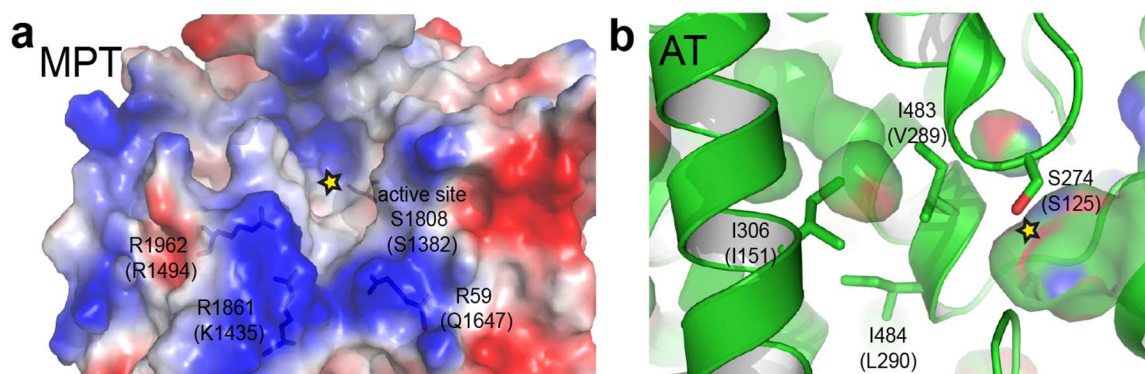 a
MPT
active site
S1808
(S1382)
R1962
(R1494)
R1861
(K1435)
R59
(Q1647)
b
AT
I483
(V289)
S274
(S125)
I306
(I151)
I484
(L290)